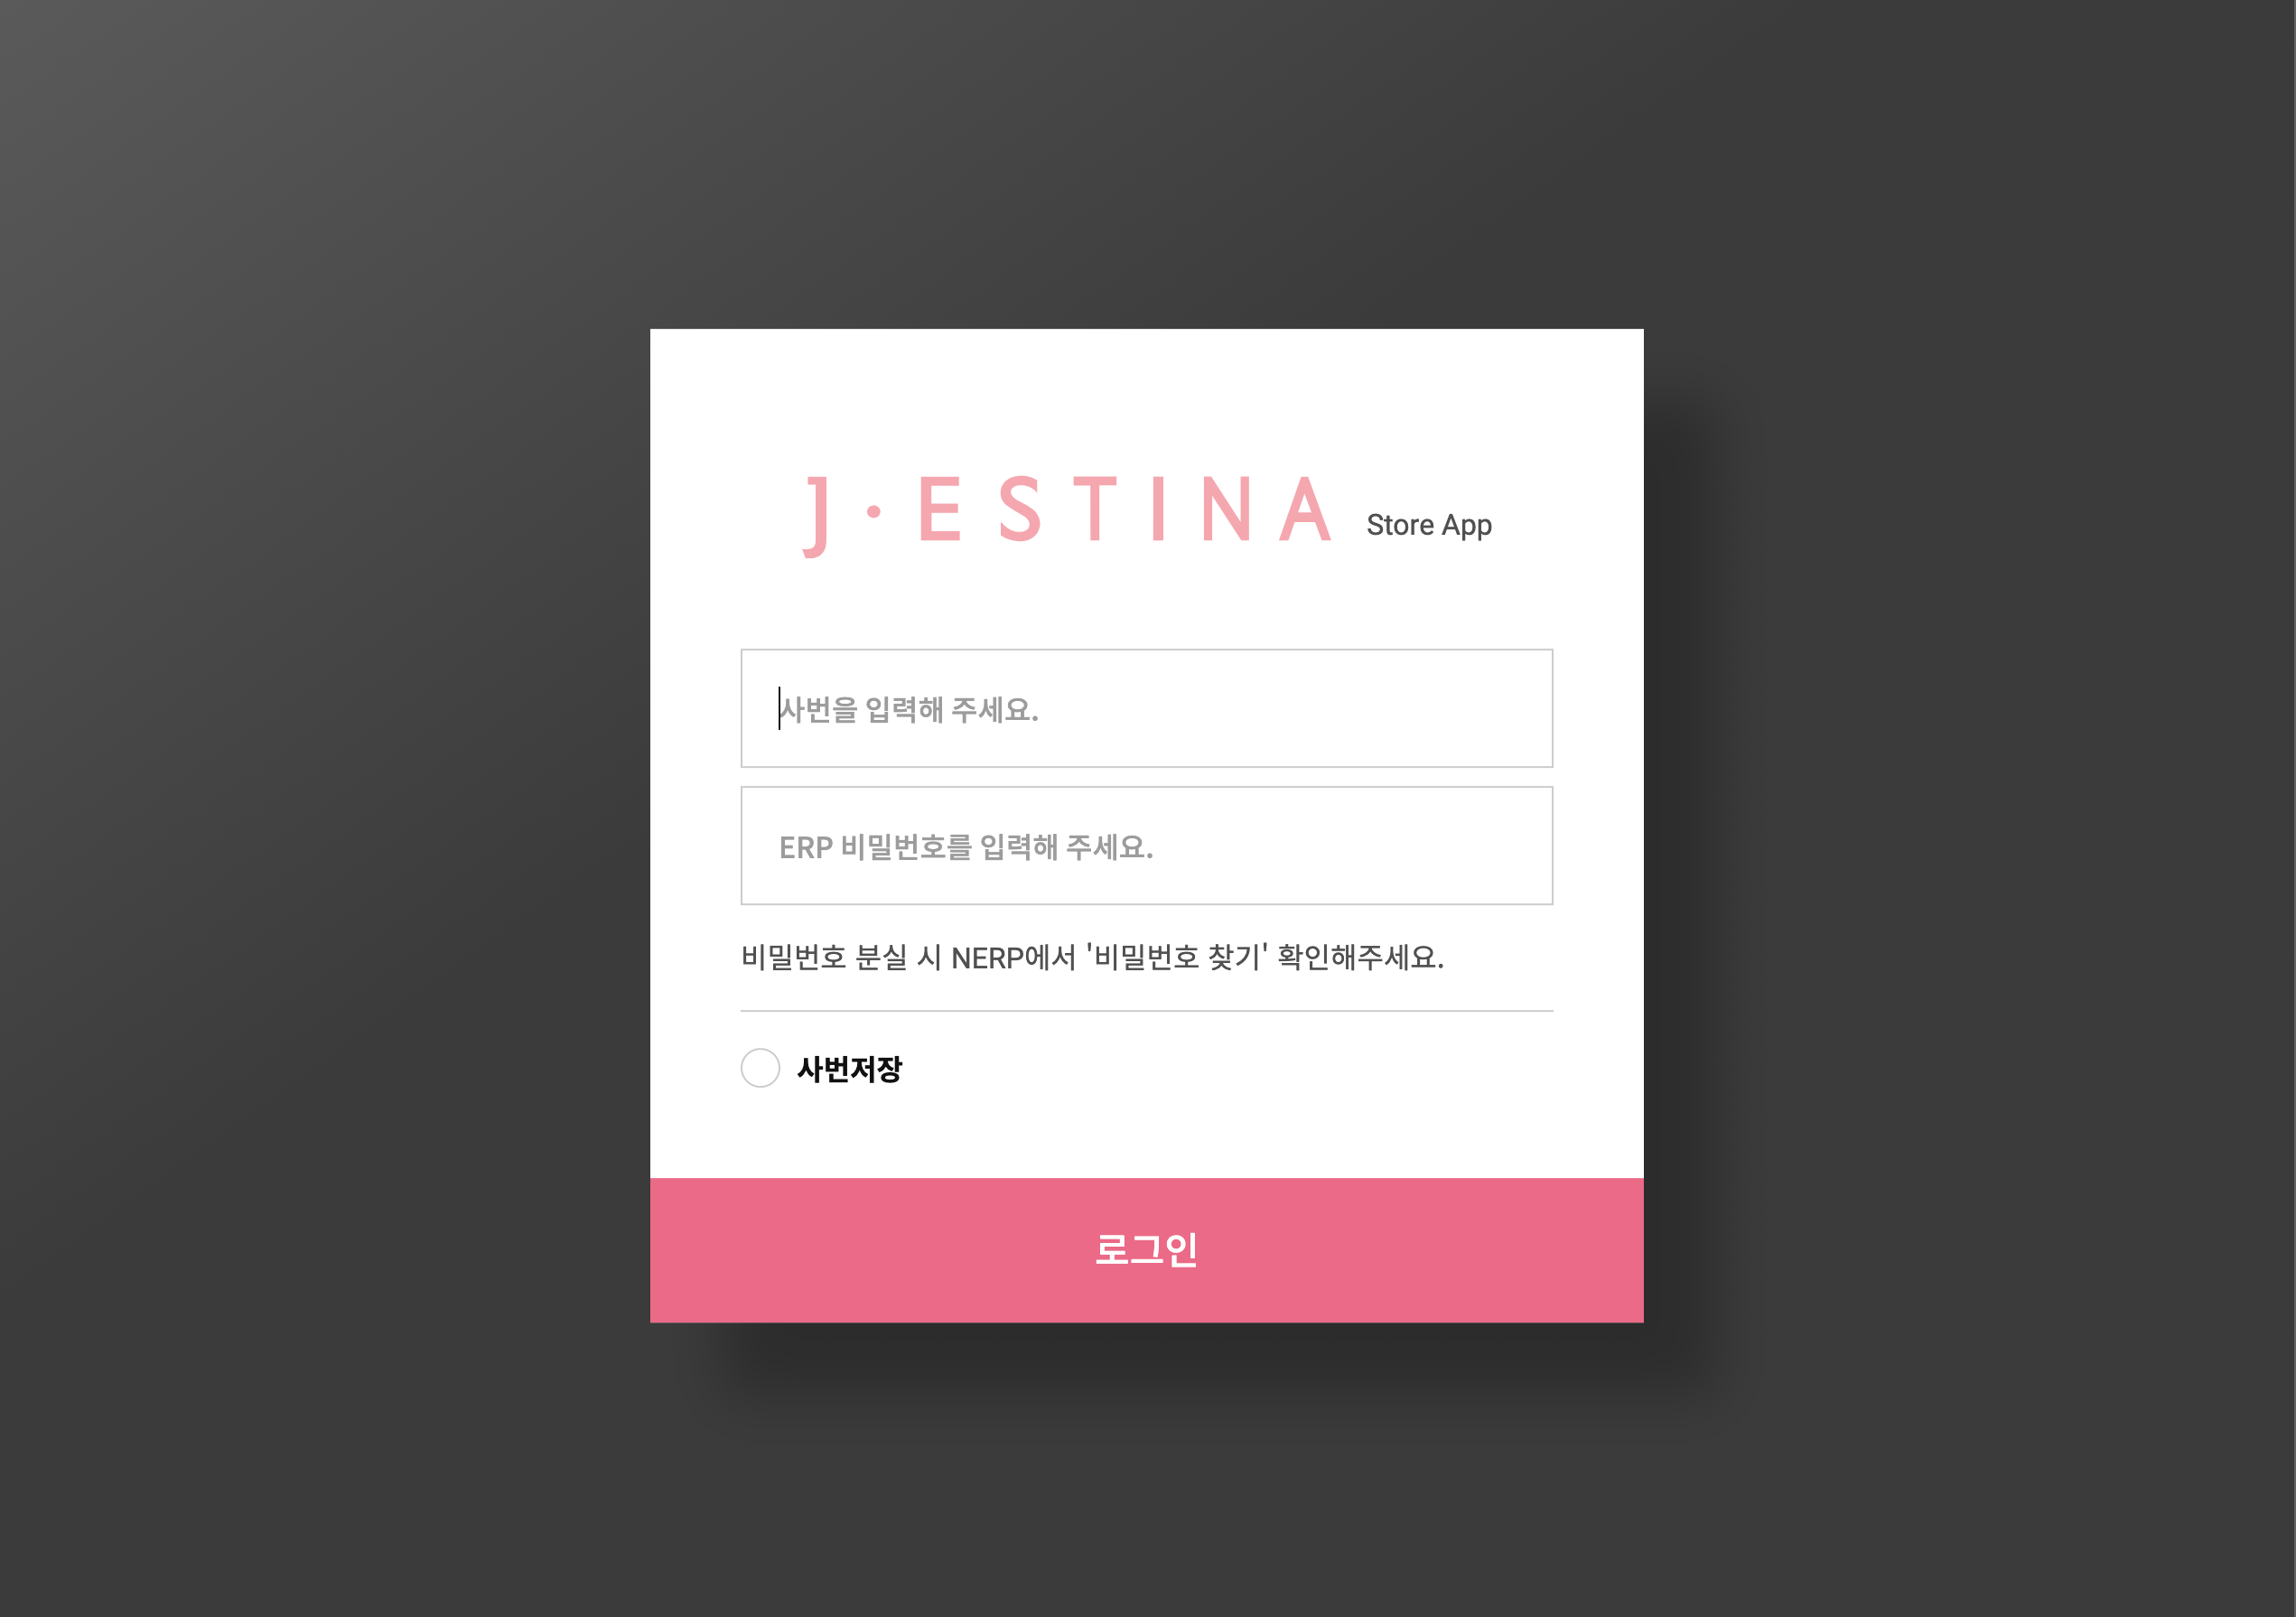 J·ESTINA Store App
사번을 입력해 주세요.
ERP 비밀번호를 입력해 주세요.
비밀번호 분실 시 NERP에서 '비밀번호 찾기' 확인해주세요.
사번저장
로그인